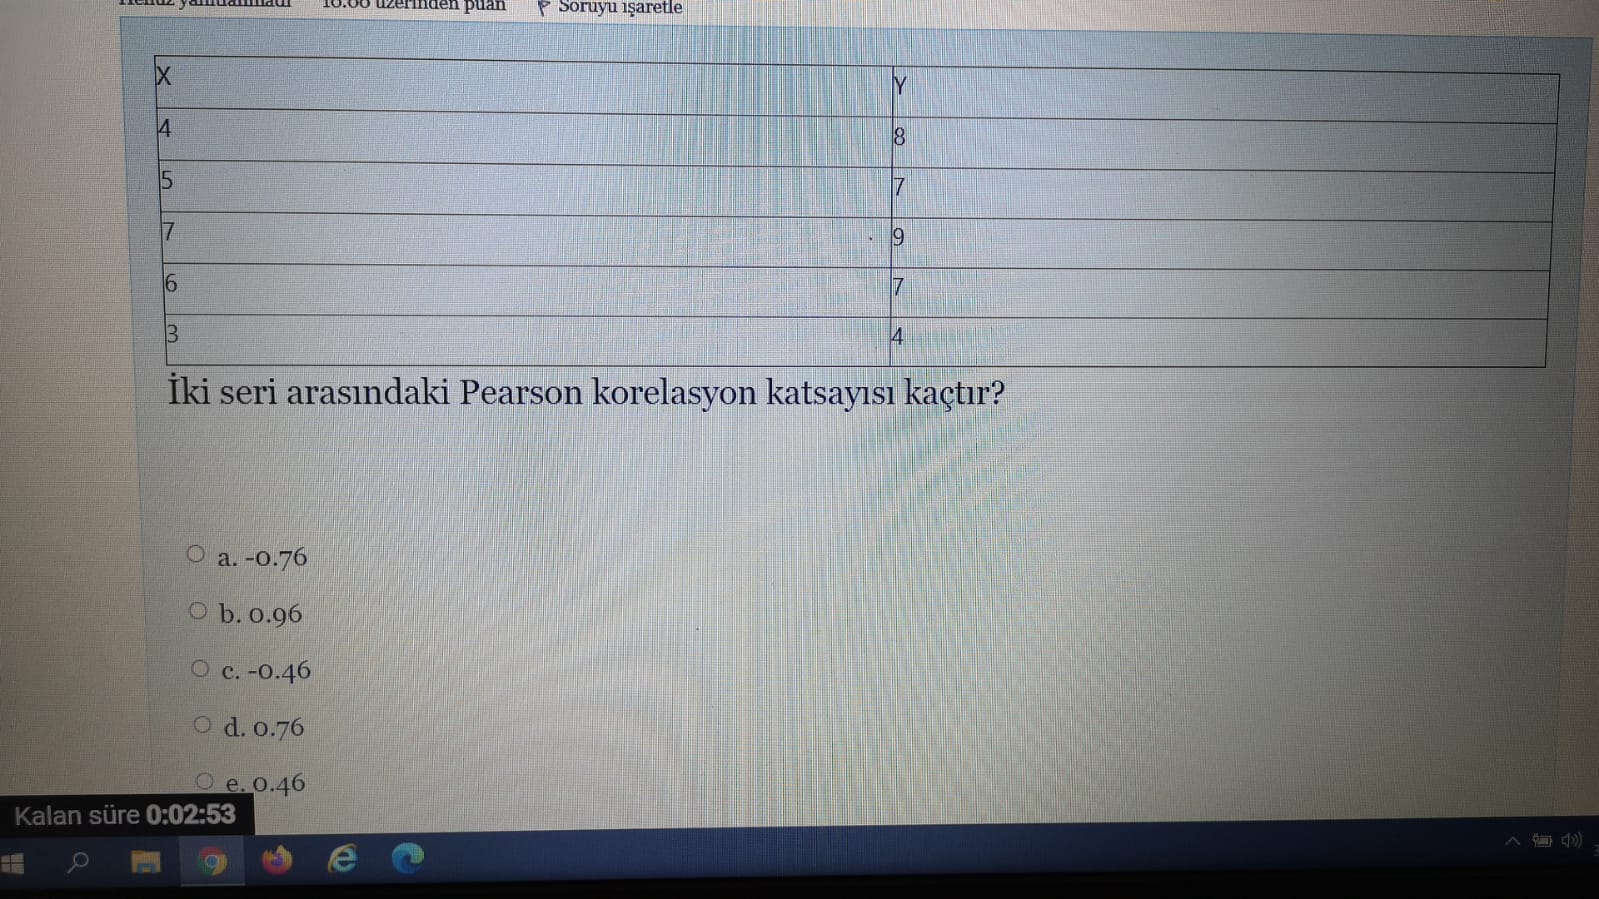 Henüz yanıtlanmadı 10.00 üzerinden puan Soruyu işaretle
X Y
4 8
5 7
7 9
6 7
3 4
İki seri arasındaki Pearson korelasyon katsayısı kaçtır?
a. -0.76
b. 0.96
c. -0.46
d. 0.76
e. 0.46
Kalan süre 0:02:53